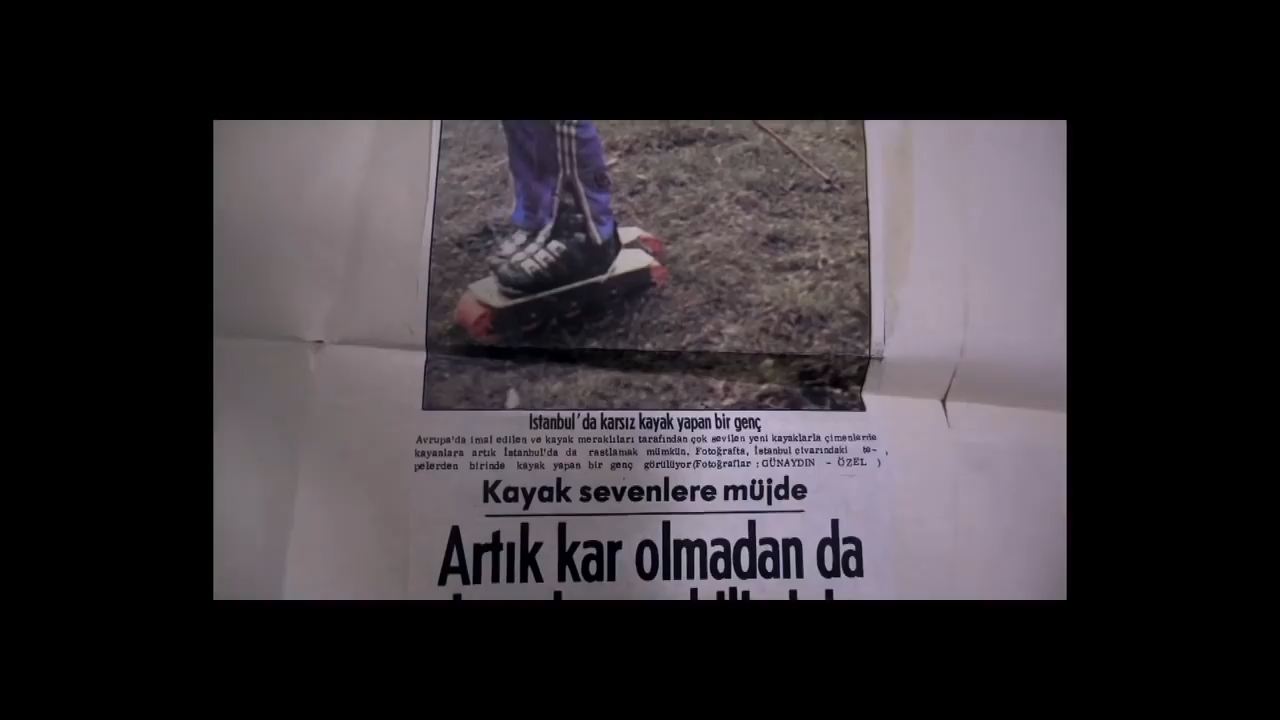 İstanbul'da karsız kayak yapan bir genç
Avrupa'da imal edilen ve kayak meraklıları tarafından çok sevilen yeni kayaklarla çimenlerde
kayanlara artık İstanbul'da da rastlamak mümkün. Fotoğrafta, İstanbul civarındaki te-
pelerden birinde kayak yapan bir genç görülüyor (Fotoğraflar : GÜNAYDIN - ÖZEL )
Kayak sevenlere müjde
Artık kar olmadan da